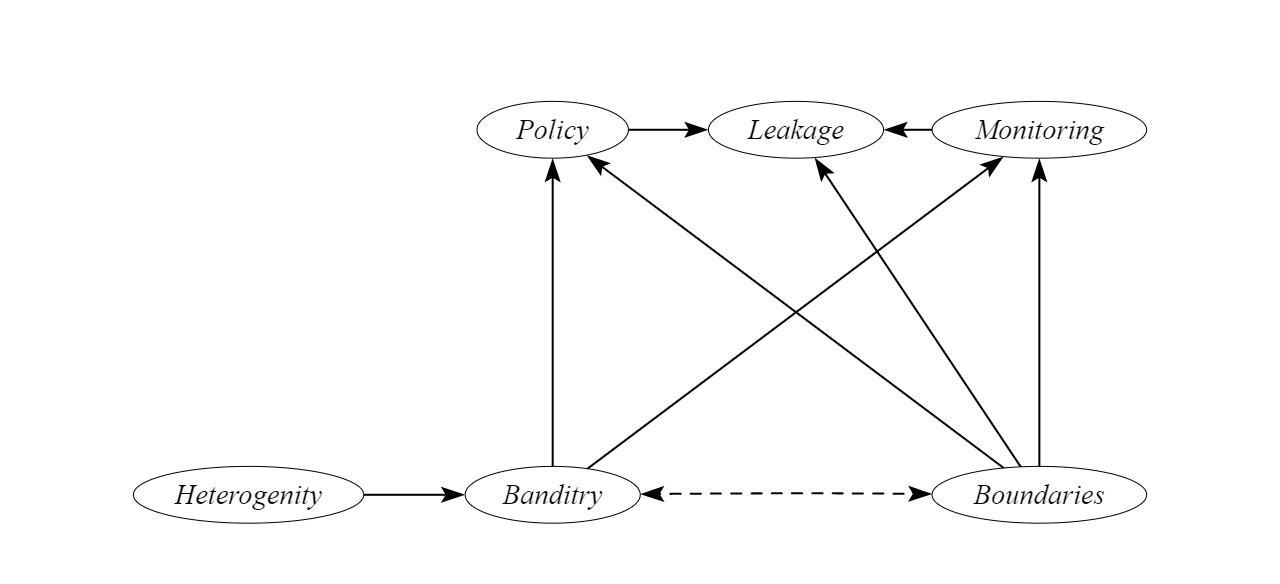 Policy
Leakage
Monitoring
Heterogenity
Banditry
Boundaries